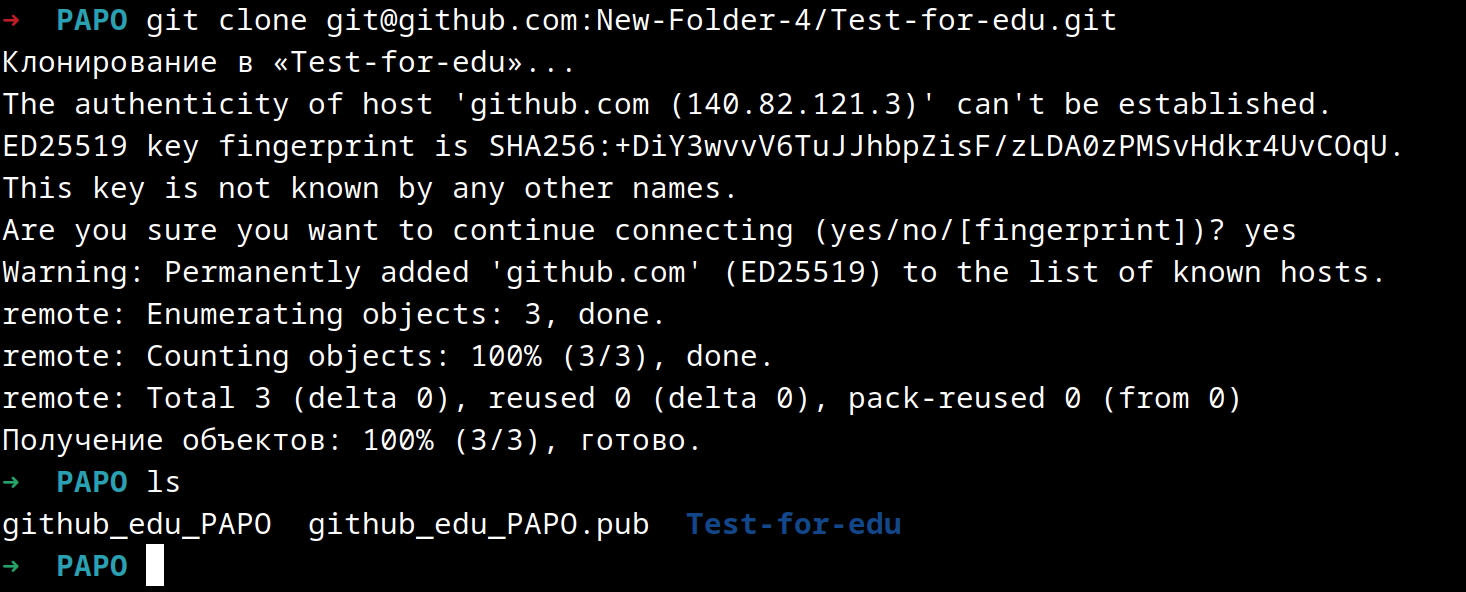 → PAPO git clone git@github.com:New-Folder-4/Test-for-edu.git
Клонирование в «Test-for-edu»...
The authenticity of host 'github.com (140.82.121.3)' can't be established.
ED25519 key fingerprint is SHA256:+DiY3wvvV6TuJJhbpZisF/zLDA0zPMSvHdkr4UvCOqU.
This key is not known by any other names.
Are you sure you want to continue connecting (yes/no/[fingerprint])? yes
Warning: Permanently added 'github.com' (ED25519) to the list of known hosts.
remote: Enumerating objects: 3, done.
remote: Counting objects: 100% (3/3), done.
remote: Total 3 (delta 0), reused 0 (delta 0), pack-reused 0 (from 0)
Получение объектов: 100% (3/3), готово.
→ PAPO ls
github_edu_PAPO github_edu_PAPO.pub Test-for-edu
→ PAPO